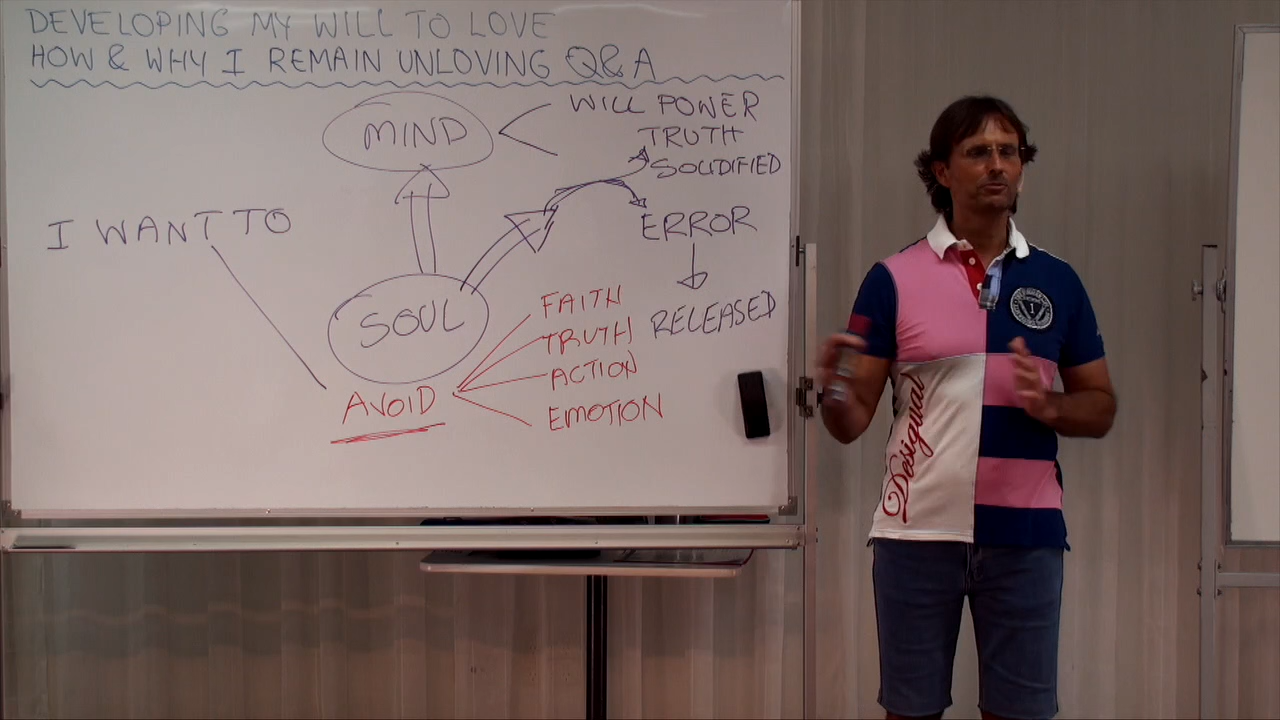 DEVELOPING MY WILL TO LOVE
HOW & WHY I REMAIN UNLOVING Q&A
MIND
WILL POWER
TRUTH
SOLIDIFIED
I WANT TO
ERROR
SOUL
FAITH
TRUTH
RELEASED
ACTION
AVOID
EMOTION
Desigual
1